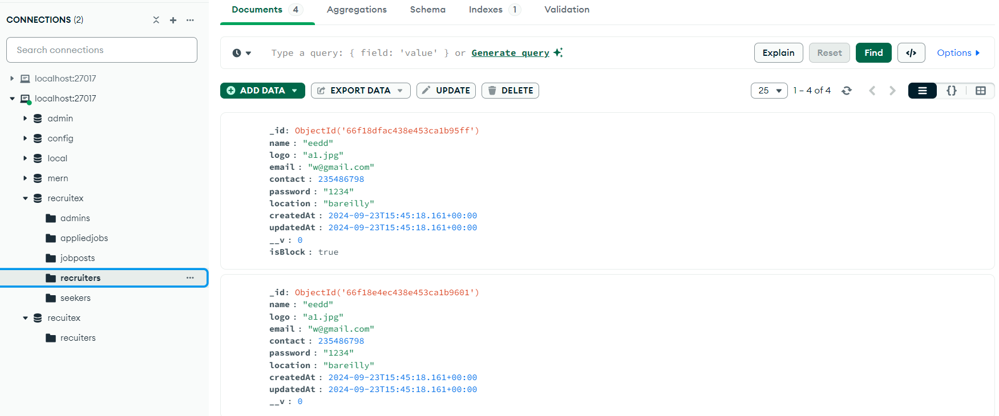 CONNECTIONS (2)
Search connections
localhost:27017
localhost:27017
admin
config
local
mern
recruitex
admins
appliedjobs
jobposts
recruiters
seekers
recuitex
recuiters
Documents 4 Aggregations Schema Indexes 1 Validation
Type a query: { field: 'value' } or Generate query
Explain Reset Find </> Options
ADD DATA EXPORT DATA UPDATE DELETE 25 1 – 4 of 4 {}
_id: ObjectId('66f18dfac438e453ca1b95ff')
name : "eedd"
logo : "a1.jpg"
email : "w@gmail.com"
contact : 235486798
password : "1234"
location : "bareilly"
createdAt : 2024-09-23T15:45:18.161+00:00
updatedAt : 2024-09-23T15:45:18.161+00:00
__v : 0
isBlock : true
_id: ObjectId('66f18e4ec438e453ca1b9601')
name : "eedd"
logo : "a1.jpg"
email : "w@gmail.com"
contact : 235486798
password : "1234"
location : "bareilly"
createdAt : 2024-09-23T15:45:18.161+00:00
updatedAt : 2024-09-23T15:45:18.161+00:00
__v : 0